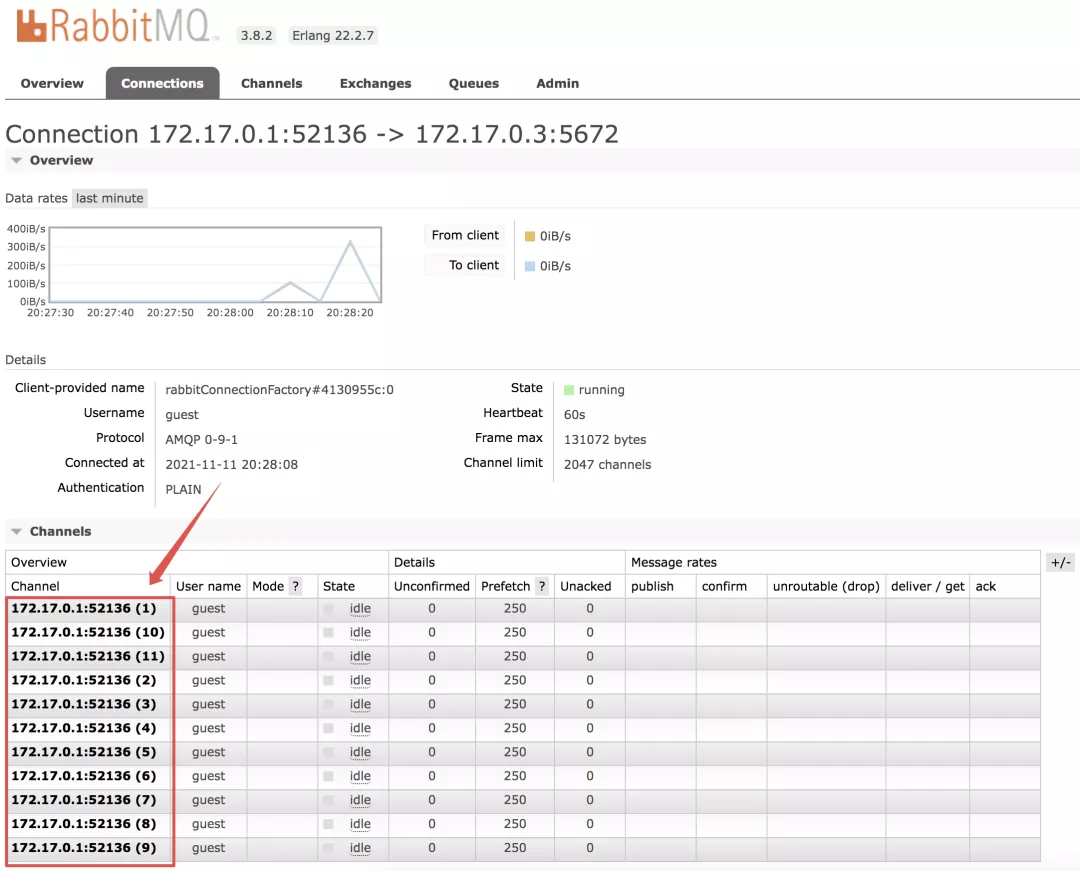 RabbitMQ TM 3.8.2 Erlang 22.2.7
Overview Connections Channels Exchanges Queues Admin
Connection 172.17.0.1:52136 -> 172.17.0.3:5672
Overview
Data rates last minute
400iB/s
300iB/s
200iB/s
100iB/s
0iB/s
20:27:30 20:27:40 20:27:50 20:28:00 20:28:10 20:28:20
From client 0iB/s
To client 0iB/s
Details
Client-provided name rabbitConnectionFactory#4130955c:0
Username guest
Protocol AMQP 0-9-1
Connected at 2021-11-11 20:28:08
Authentication PLAIN
State running
Heartbeat 60s
Frame max 131072 bytes
Channel limit 2047 channels
Channels
Overview Details Message rates +/-
Channel User name Mode ? State Unconfirmed Prefetch ? Unacked publish confirm unroutable (drop) deliver / get ack
172.17.0.1:52136 (1) guest idle 0 250 0
172.17.0.1:52136 (10) guest idle 0 250 0
172.17.0.1:52136 (11) guest idle 0 250 0
172.17.0.1:52136 (2) guest idle 0 250 0
172.17.0.1:52136 (3) guest idle 0 250 0
172.17.0.1:52136 (4) guest idle 0 250 0
172.17.0.1:52136 (5) guest idle 0 250 0
172.17.0.1:52136 (6) guest idle 0 250 0
172.17.0.1:52136 (7) guest idle 0 250 0
172.17.0.1:52136 (8) guest idle 0 250 0
172.17.0.1:52136 (9) guest idle 0 250 0